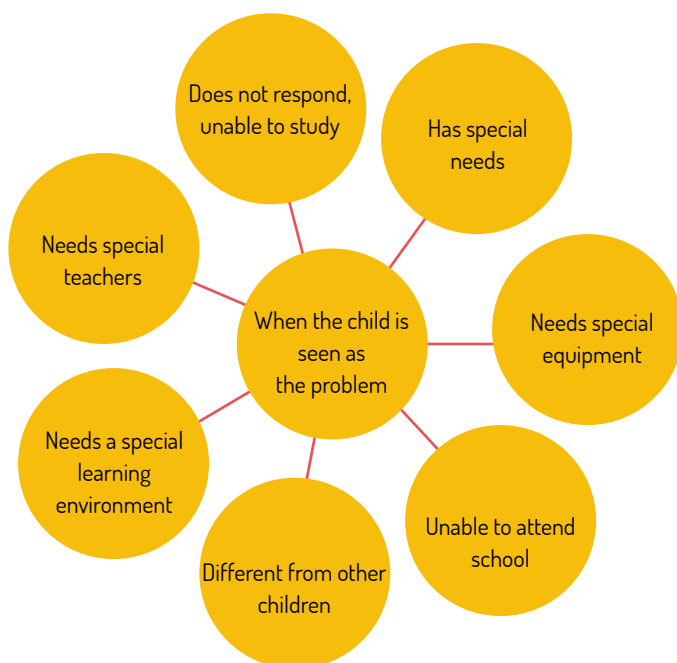 Does not respond,
unable to study
Has special
needs
Needs special
teachers
When the child is
seen as
the problem
Needs special
equipment
Needs a special
learning
environment
Unable to attend
school
Different from other
children